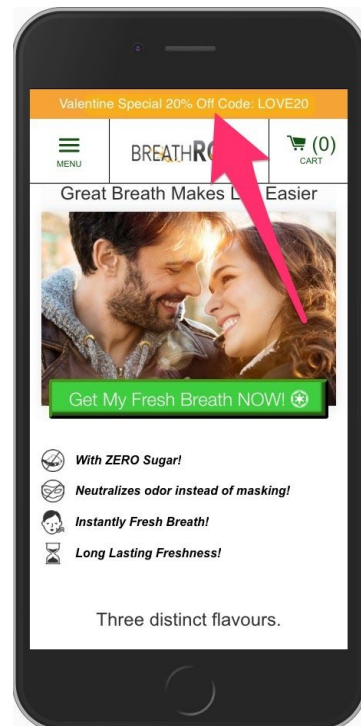 Valentine Special 20% Off Code: LOVE20
MENU
(0)
CART
Great Breath Makes Easier
Get My Fresh Breath NOW!
With ZERO Sugar!
Neutralizes odor instead of masking!
Instantly Fresh Breath!
Long Lasting Freshness!
Three distinct flavours.